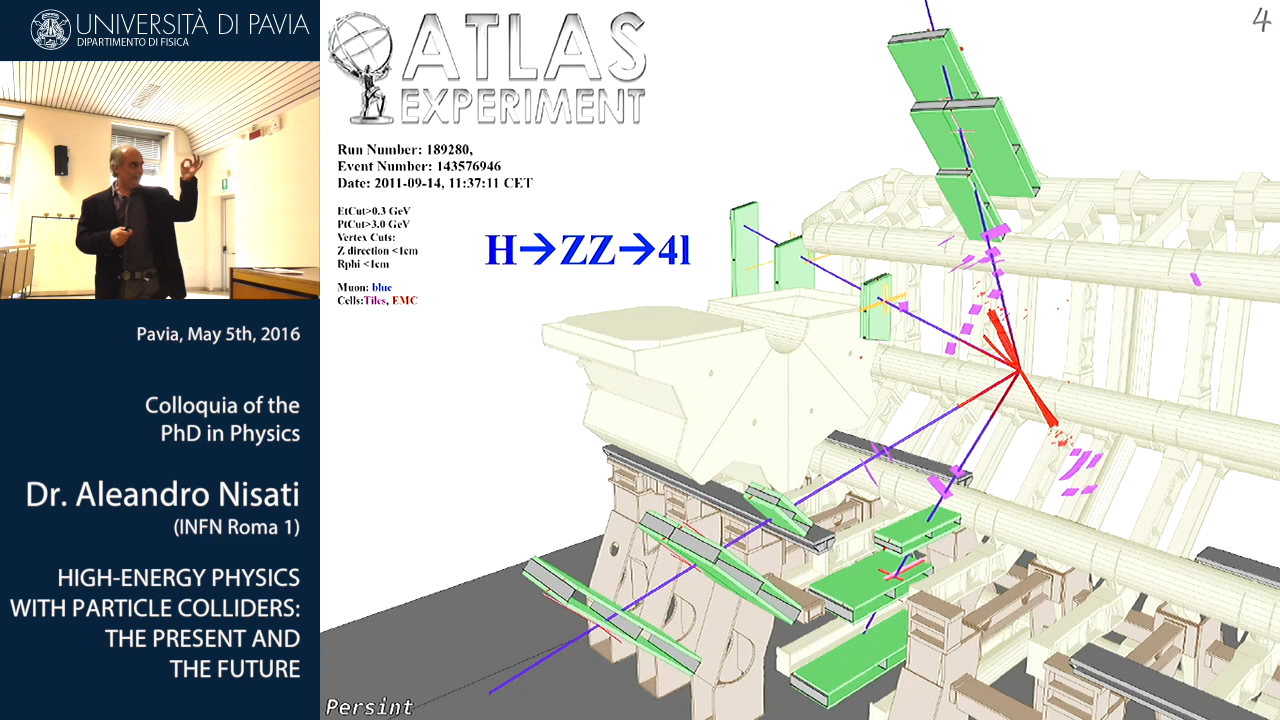 UNIVERSITÀ DI PAVIA
DIPARTIMENTO DI FISICA
Pavia, May 5th, 2016
Colloquia of the
PhD in Physics
Dr. Aleandro Nisati
(INFN Roma 1)
HIGH-ENERGY PHYSICS
WITH PARTICLE COLLIDERS:
THE PRESENT AND
THE FUTURE
4
ATLAS
EXPERIMENT
Run Number: 189280,
Event Number: 143576946
Date: 2011-09-14, 11:37:11 CET
EtCut>0.3 GeV
PtCut>3.0 GeV
Vertex Cuts:
Z direction <1cm
Rphi <1cm
Muon: blue
Cells:Tiles, EMC
H→ZZ→4l
Persint